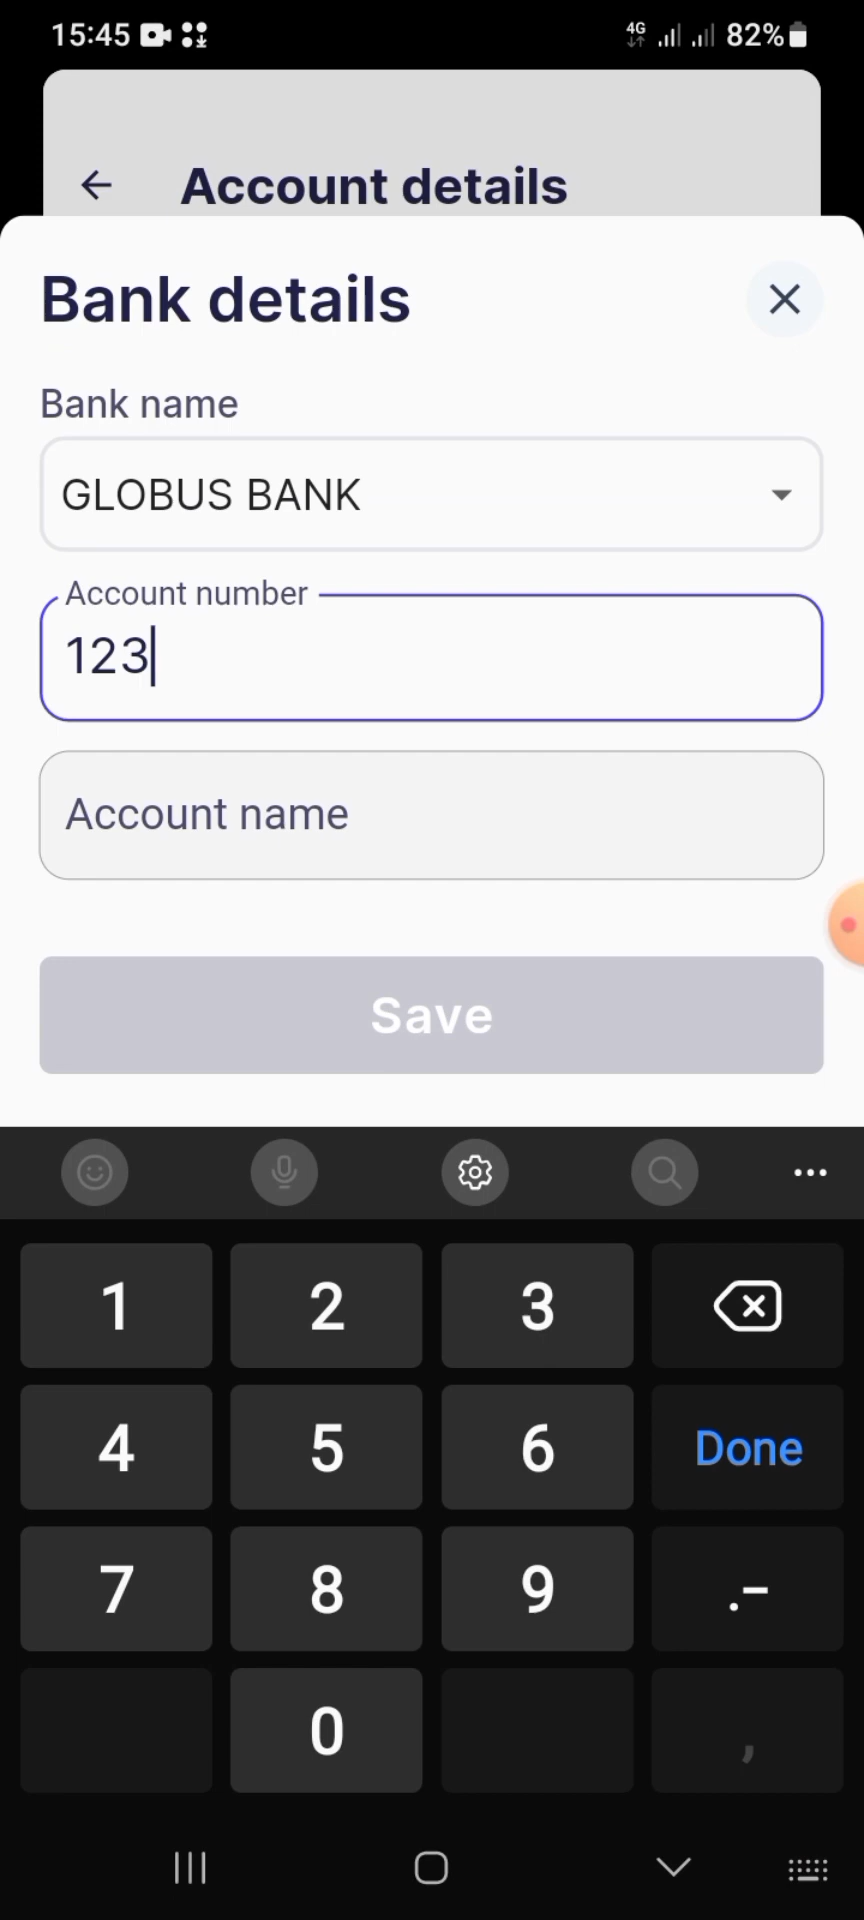 15:45 4G 82%
Account details
Bank details
Bank name
GLOBUS BANK
Account number
123
Account name
Save
1 2 3
4 5 6 Done
7 8 9 .-
0 ,